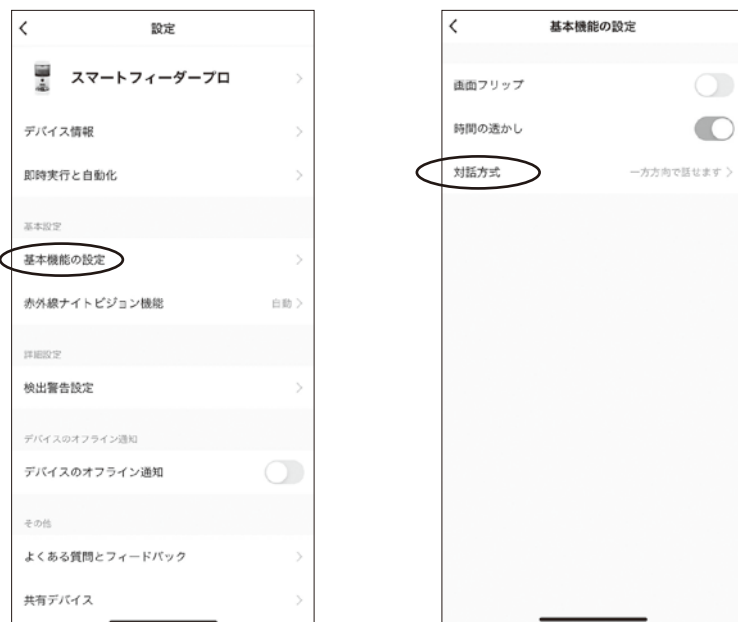 設定
スマートフィーダープロ
デバイス情報
即時実行と自動化
基本設定
基本機能の設定
赤外線ナイトビジョン機能 自動
詳細設定
検出警告設定
デバイスのオフライン通知
デバイスのオフライン通知
その他
よくある質問とフィードバック
共有デバイス
基本機能の設定
画面フリップ
時間の透かし
対話方式 一方方向で話せます